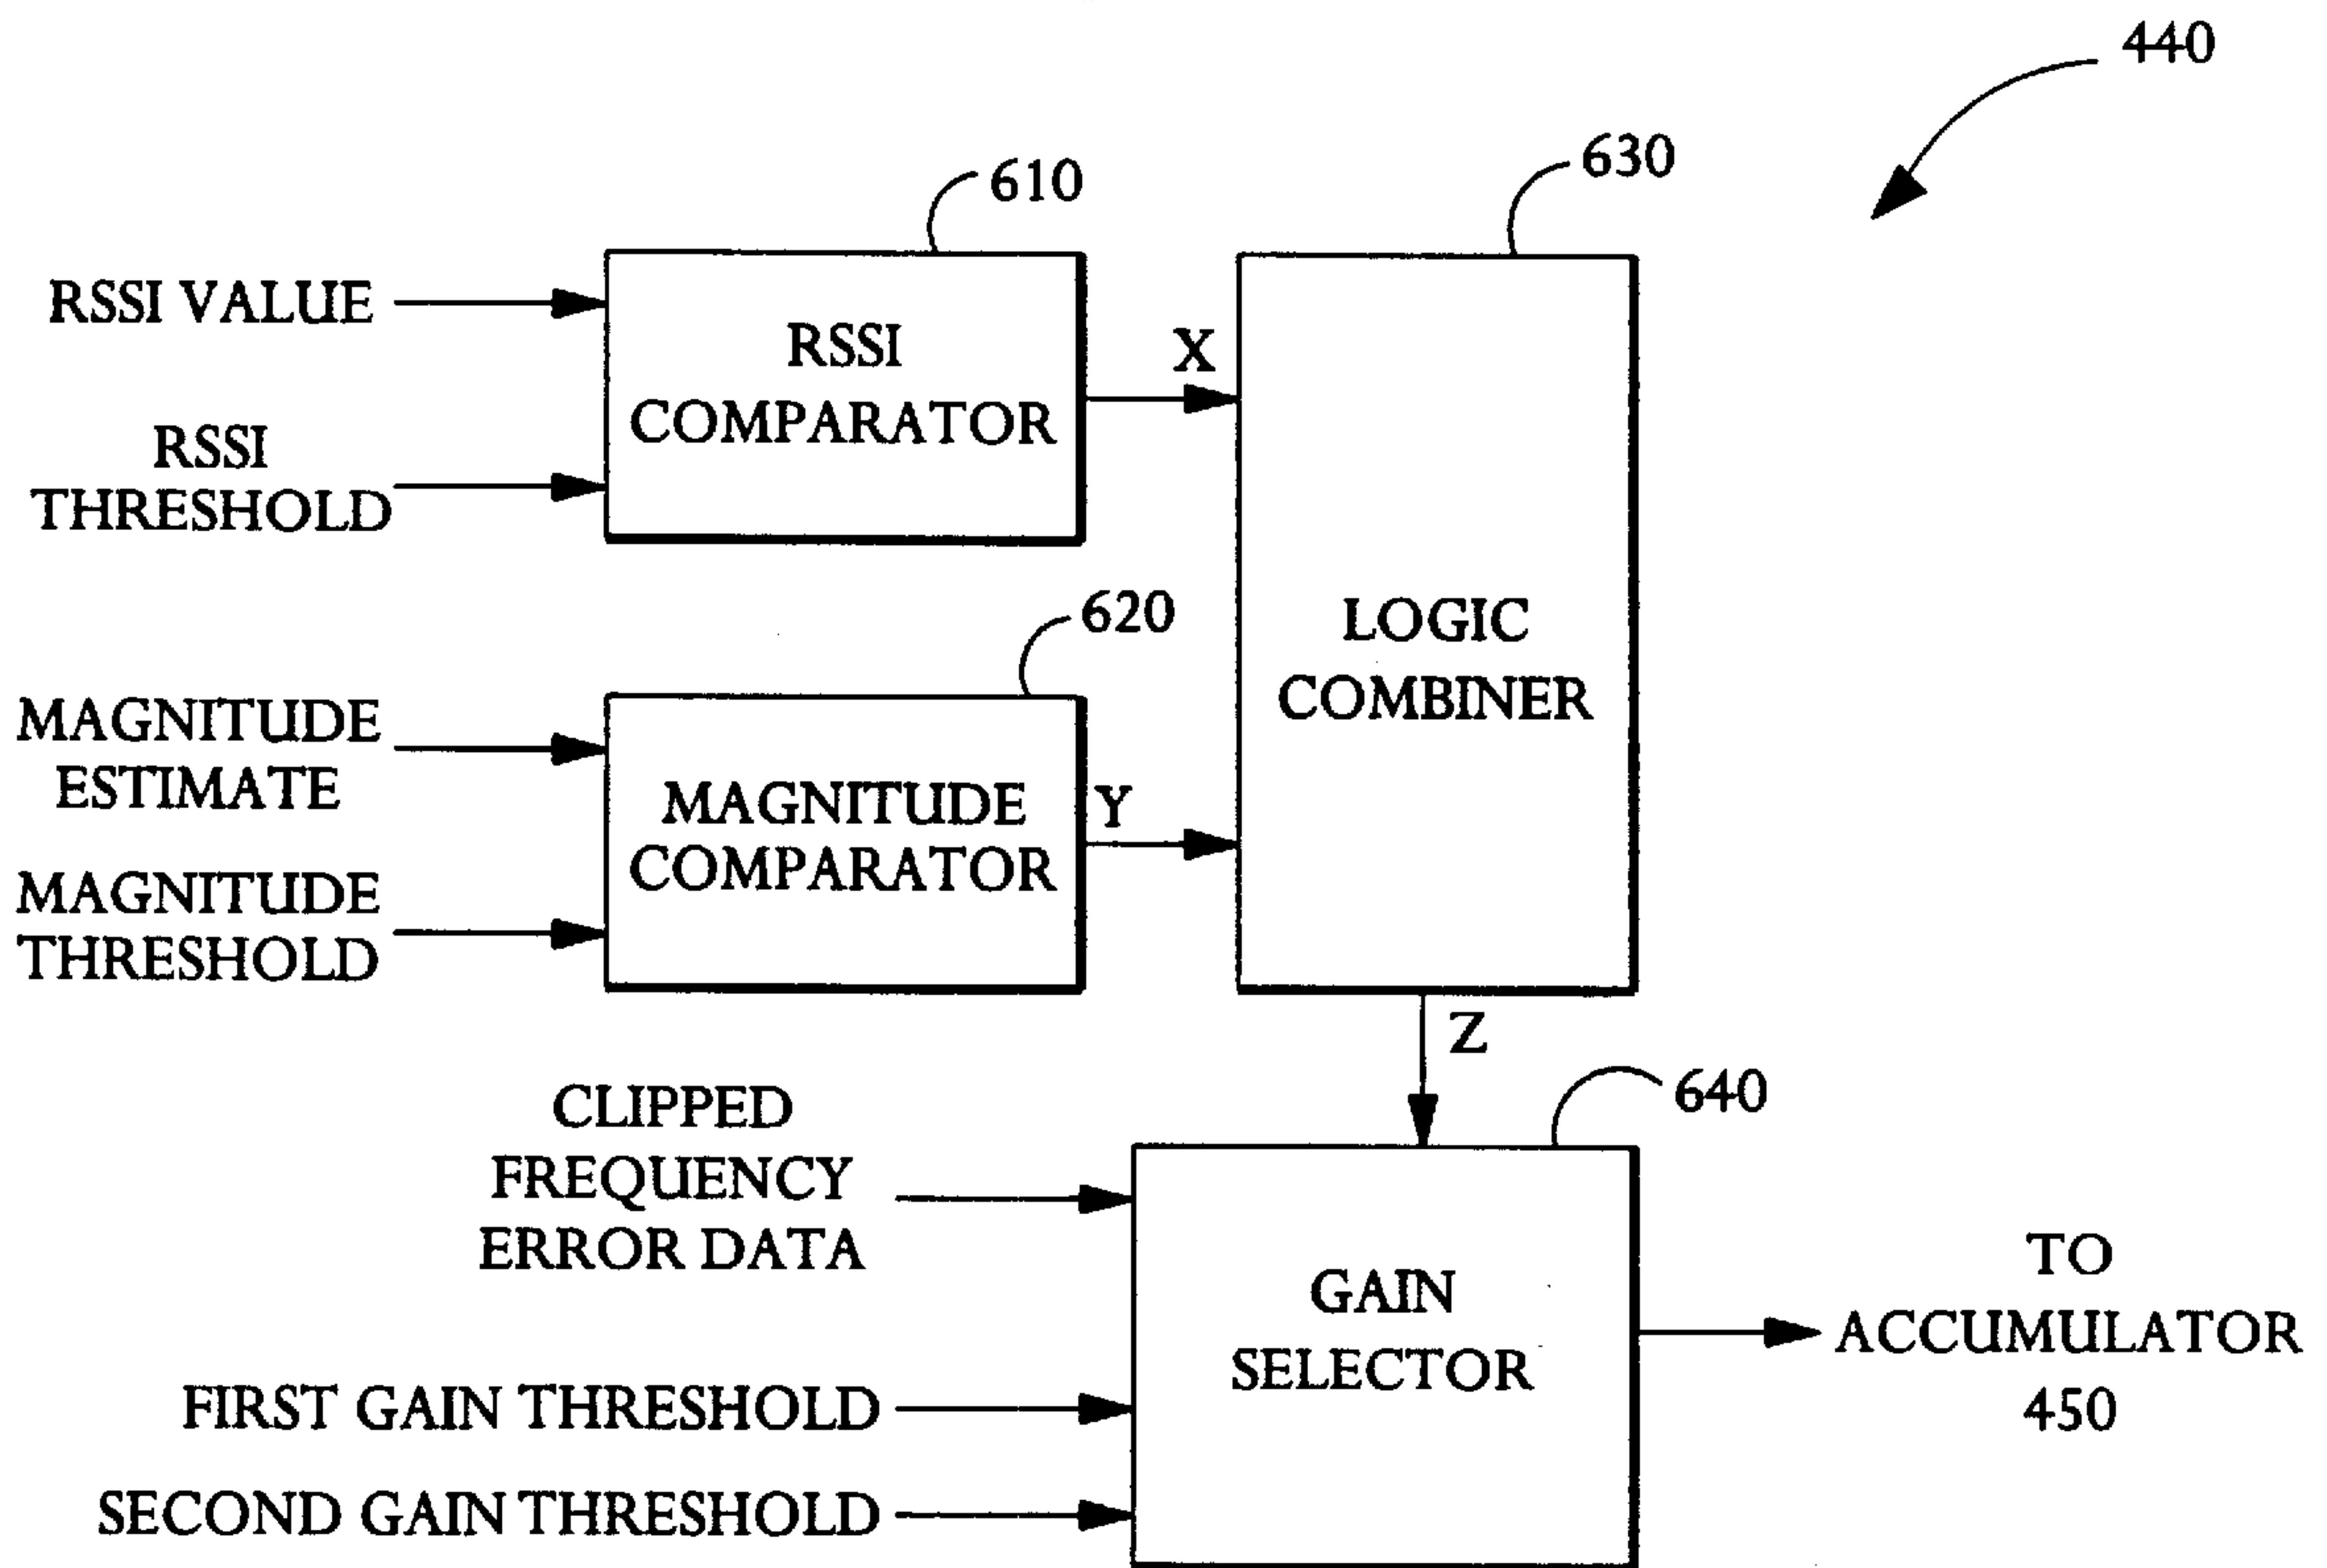 440
610
630
RSSI VALUE
RSSI
COMPARATOR
X
RSSI
THRESHOLD
620
LOGIC
COMBINER
MAGNITUDE
ESTIMATE
MAGNITUDE
COMPARATOR
Y
MAGNITUDE
THRESHOLD
Z
640
CLIPPED
FREQUENCY
ERROR DATA
GAIN
SELECTOR
TO
ACCUMULATOR
450
FIRST GAIN THRESHOLD
SECOND GAIN THRESHOLD